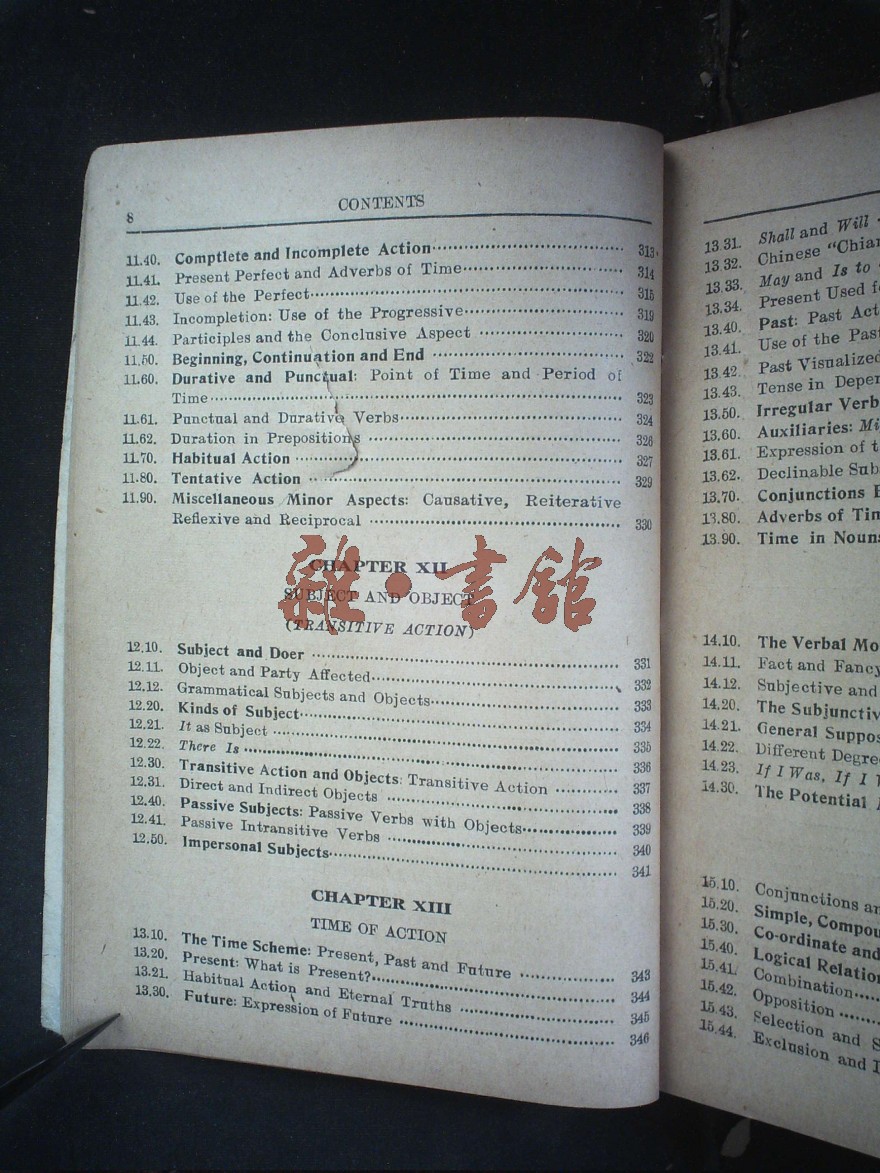 8
CONTENTS
11.40. Comptlete and Incomplete Action 313
11.41. Present Perfect and Adverbs of Time 314
11.42. Use of the Perfect 315
11.43. Incompletion: Use of the Progressive 319
11.44. Participles and the Conclusive Aspect 320
11.50. Beginning, Continuation and End 322
11.60. Durative and Punctual: Point of Time and Period of
Time 323
11.61. Punctual and Durative Verbs 324
11.62. Duration in Prepositions 326
11.70. Habitual Action 327
11.80. Tentative Action 329
11.90. Miscellaneous Minor Aspects: Causative, Reiterative
Reflexive and Reciprocal 330
CHAPTER XII
SUBJECT AND OBJECT
(TRANSITIVE ACTION)
雜·書館
12.10. Subject and Doer 331
12.11. Object and Party Affected 332
12.12. Grammatical Subjects and Objects 333
12.20. Kinds of Subject 334
12.21. It as Subject 335
12.22. There Is 336
12.30. Transitive Action and Objects: Transitive Action 337
12.31. Direct and Indirect Objects 338
12.40. Passive Subjects: Passive Verbs with Objects 339
12.41. Passive Intransitive Verbs 340
12.50. Impersonal Subjects 341
CHAPTER XIII
TIME OF ACTION
13.10. The Time Scheme: Present, Past and Future 343
13.20. Present: What is Present? 344
13.21. Habitual Action and Eternal Truths 345
13.30. Future: Expression of Future 346
13.31. Shall and Will
13.32. Chinese "Chian
13.33. May and Is to
13.34. Present Used f
13.40. Past: Past Act
13.41. Use of the Past
13.42. Past Visualized
13.43. Tense in Depen
13.50. Irregular Verb
13.60. Auxiliaries: Mi
13.61. Expression of t
13.62. Declinable Sub
13.70. Conjunctions
13.80. Adverbs of Tim
13.90. Time in Noun
14.10. The Verbal Mo
14.11. Fact and Fancy
14.12. Subjective and
14.20. The Subjunctiv
14.21. General Suppos
14.22. Different Degre
14.23. If I Was, If I
14.30. The Potential
15.10. Conjunctions an
15.20. Simple, Compou
15.30. Co-ordinate and
15.40. Logical Relation
15.41. Combination
15.42. Opposition
15.43. Selection and S
15.44. Exclusion and I